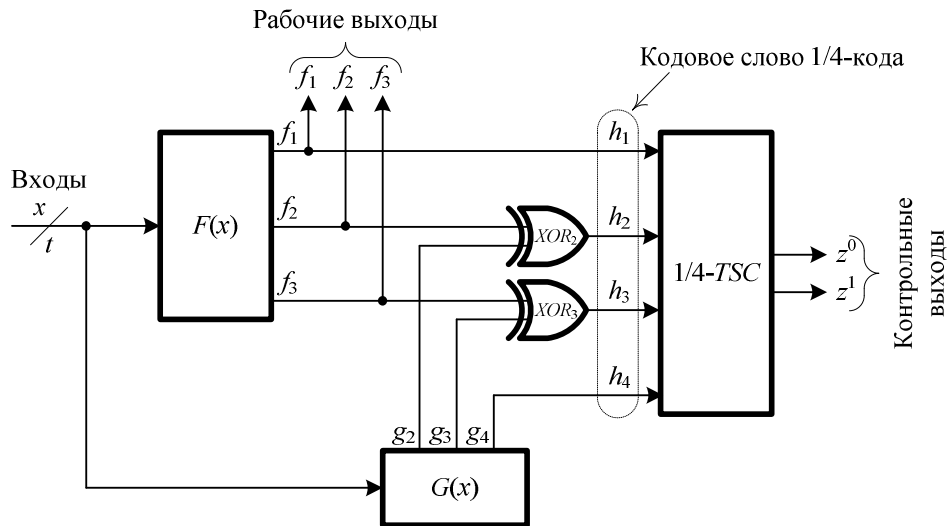 Рабочие выходы
f₁ f₂ f₃
Кодовое слово 1/4-кода
Входы
x
t
F(x)
f₁
f₂
f₃
XOR₂
XOR₃
h₁
h₂
h₃
h₄
1/4-TSC
z⁰
z¹
Контрольные
выходы
g₂ g₃ g₄
G(x)